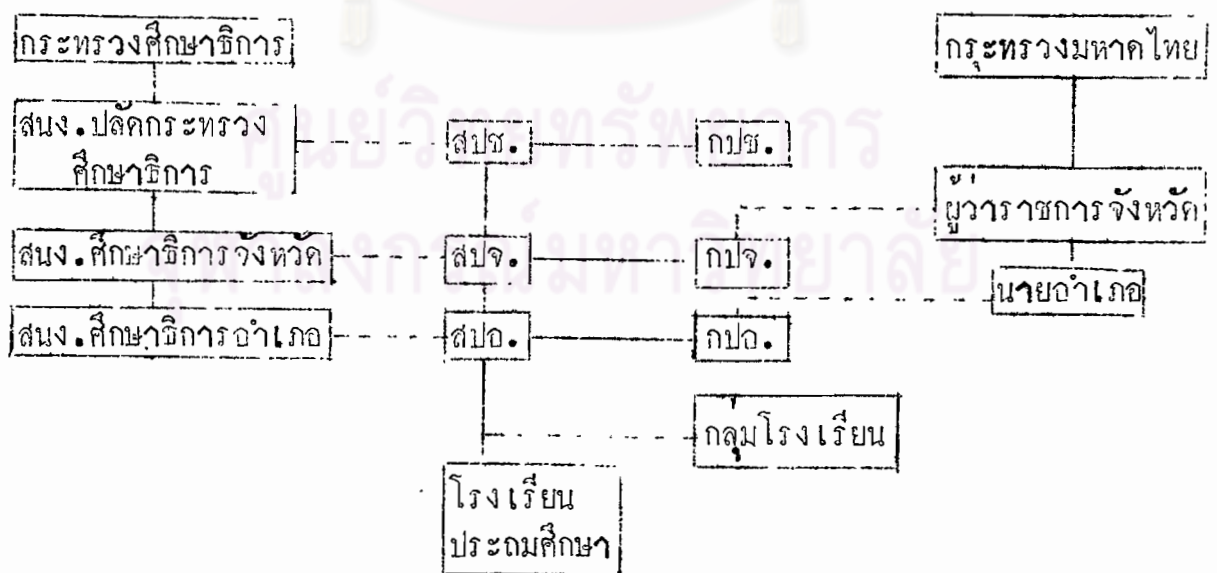 กระทรวงศึกษาธิการ
กระทรวงมหาดไทย
สนง.ปลัดกระทรวง
ศึกษาธิการ
ศูนย์วิทยทรัพยากร
สปช.
กปช.
ผู้ว่าราชการจังหวัด
สนง.ศึกษาธิการจังหวัด
สปจ.
กปจ.
จุฬาลงกรณ์มหาวิทยาลัย
นายอำเภอ
สนง.ศึกษาธิการอำเภอ
สปอ.
กปอ.
กลุ่มโรงเรียน
โรงเรียน
ประถมศึกษา